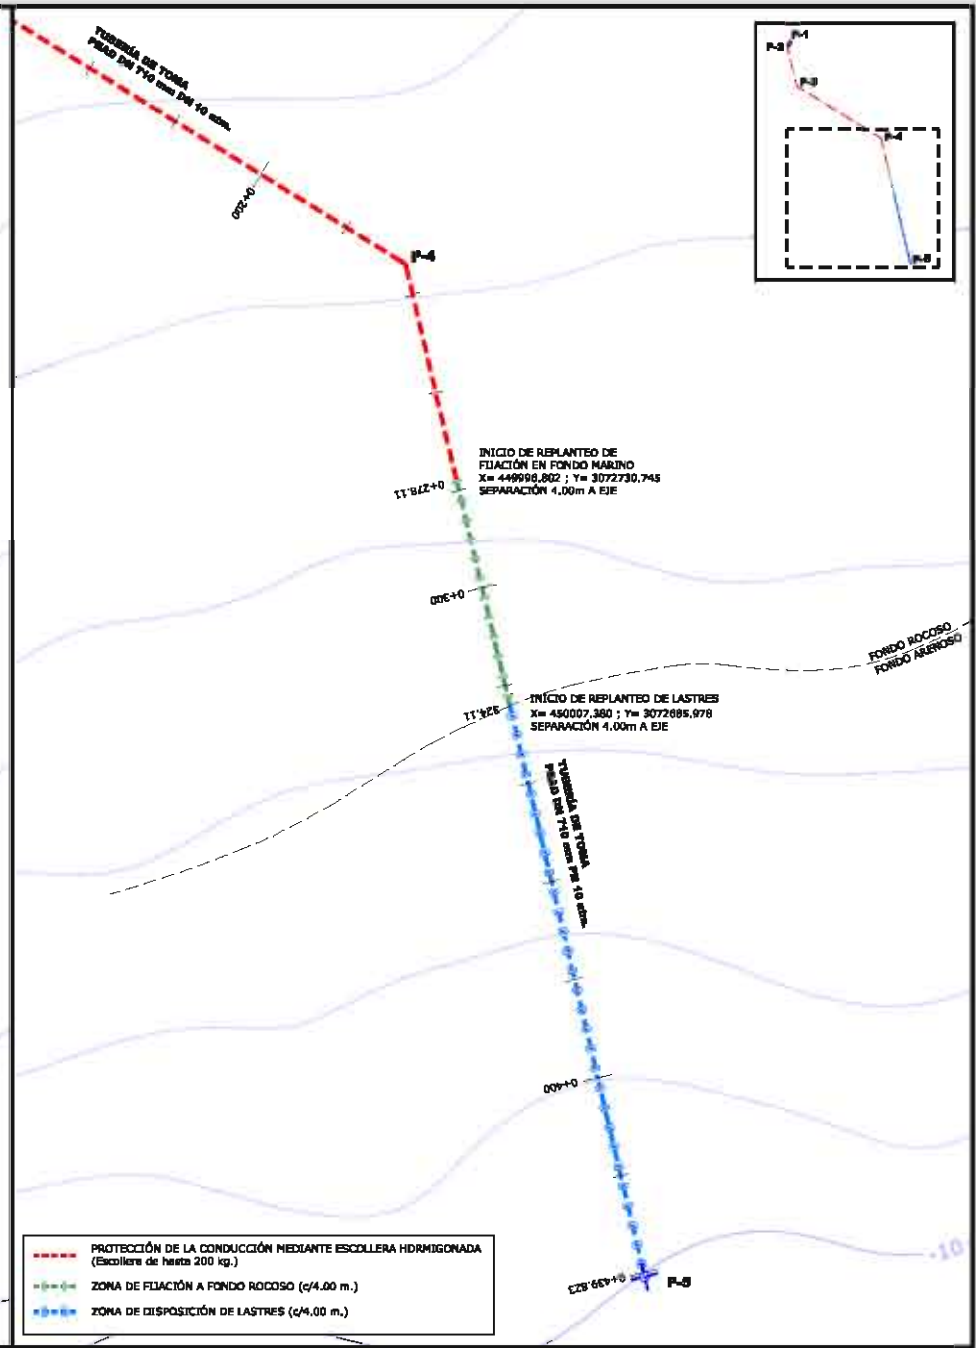 TUBERÍA DE TOMA
PEAD DN 710 mm PN 10 atm.
0+200
P-4
P-1
P-2
P-3
P-4
P-5
INICIO DE REPLANTEO DE
FIJACIÓN EN FONDO MARINO
X= 449998,802 ; Y= 3072730,745
SEPARACIÓN 4.00m A EJE
0+278.11
0+300
FONDO ROCOSO
FONDO ARENOSO
INICIO DE REPLANTEO DE LASTRES
X= 450007,380 ; Y= 3072685,978
SEPARACIÓN 4.00m A EJE
324.11
TUBERÍA DE TOMA
PEAD DN 710 mm PN 10 atm.
0+400
-10
0+439.823
P-5
PROTECCIÓN DE LA CONDUCCIÓN MEDIANTE ESCOLLERA HORMIGONADA
(Escollera de hasta 200 kg.)
ZONA DE FIJACIÓN A FONDO ROCOSO (c/4.00 m.)
ZONA DE DISPOSICIÓN DE LASTRES (c/4.00 m.)